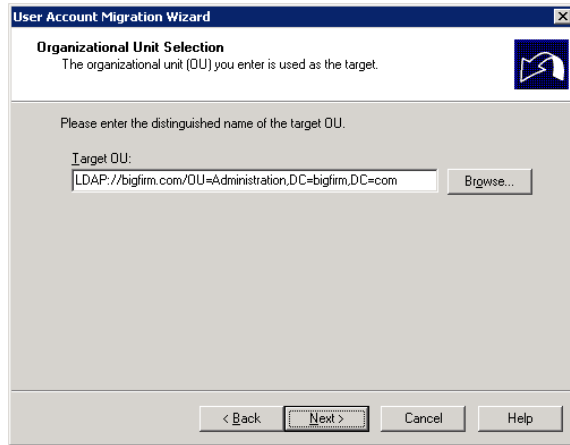 User Account Migration Wizard
Organizational Unit Selection
The organizational unit (OU) you enter is used as the target.
Please enter the distinguished name of the target OU.
Target OU:
LDAP://bigfirm.com/OU=Administration,DC=bigfirm,DC=com
Browse...
< Back Next > Cancel Help